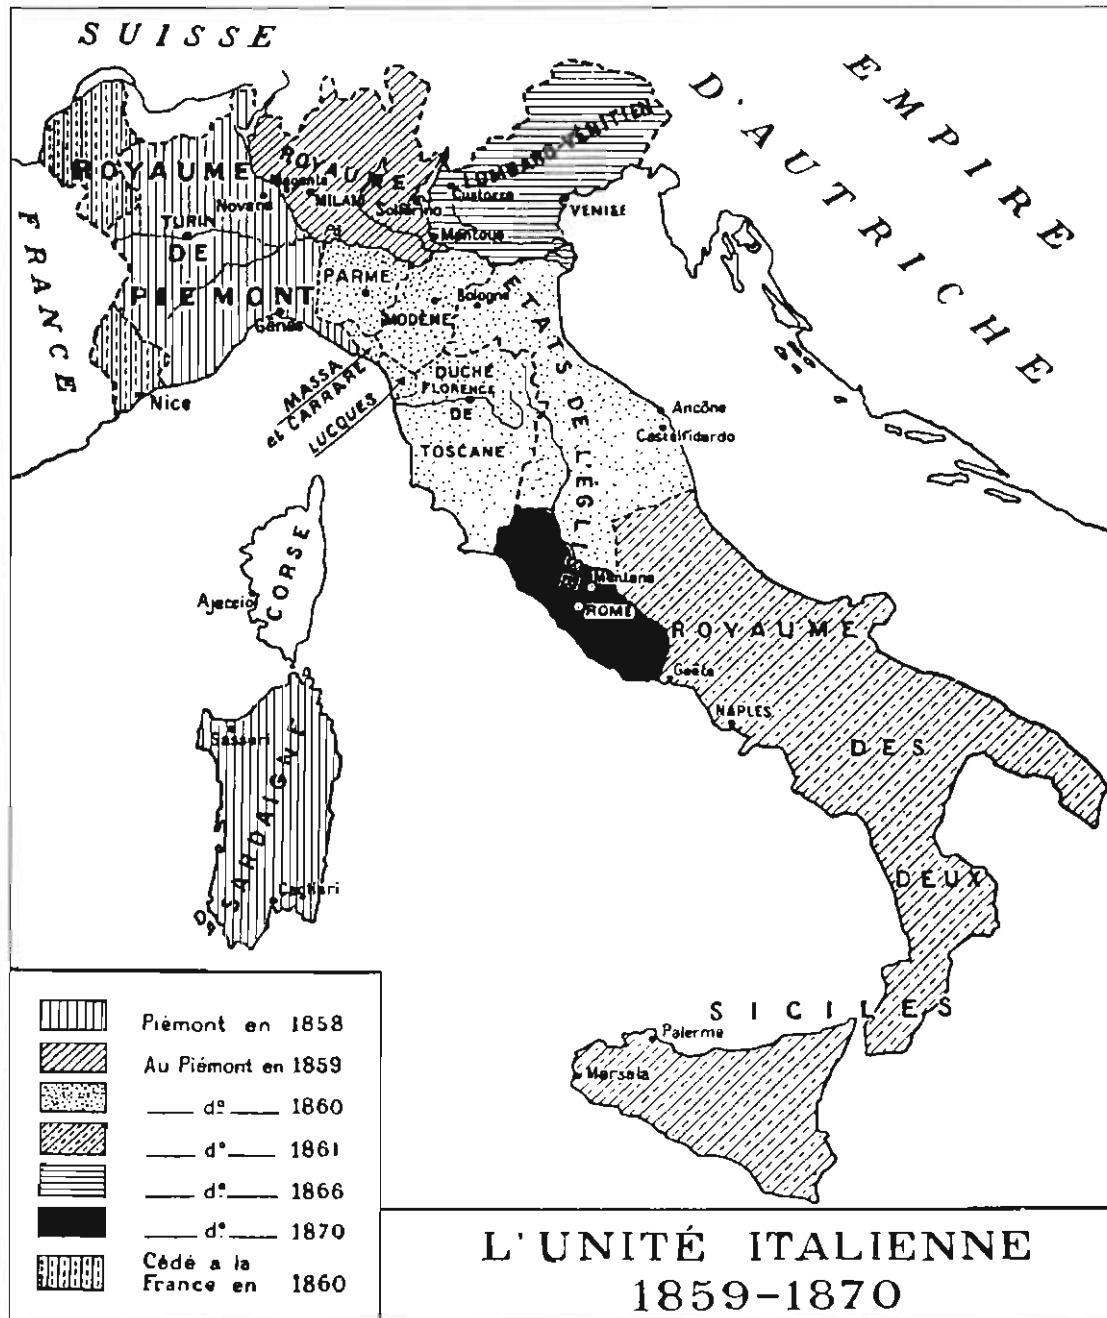 SUISSE
EMPIRE
D'AUTRICHE
FRANCE
ROYAUME
DE
PIEMONT
TURIN
Novare
Gênes
Nice
ROYAUME
LOMBARD-VÉNITIEN
Magenta
MILAN
Solferino
Custozza
Mantoue
VENISE
PARME
MODÈNE
Bologne
MASSA
et CARRARE
LUCQUES
DUCHÉ
FLORENCE
DE
TOSCANE
ETATS DE L'ÉGLISE
Ancône
Castelfidardo
Mentana
ROME
CORSE
Ajaccio
SARDAIGNE
Sassari
Cagliari
ROYAUME
DES
DEUX
SICILES
Gaëte
NAPLES
Palerme
Marsala
Piémont en 1858
Au Piémont en 1859
d° 1860
d° 1861
d° 1866
d° 1870
Cédé a la
France en 1860
L'UNITÉ ITALIENNE
1859-1870